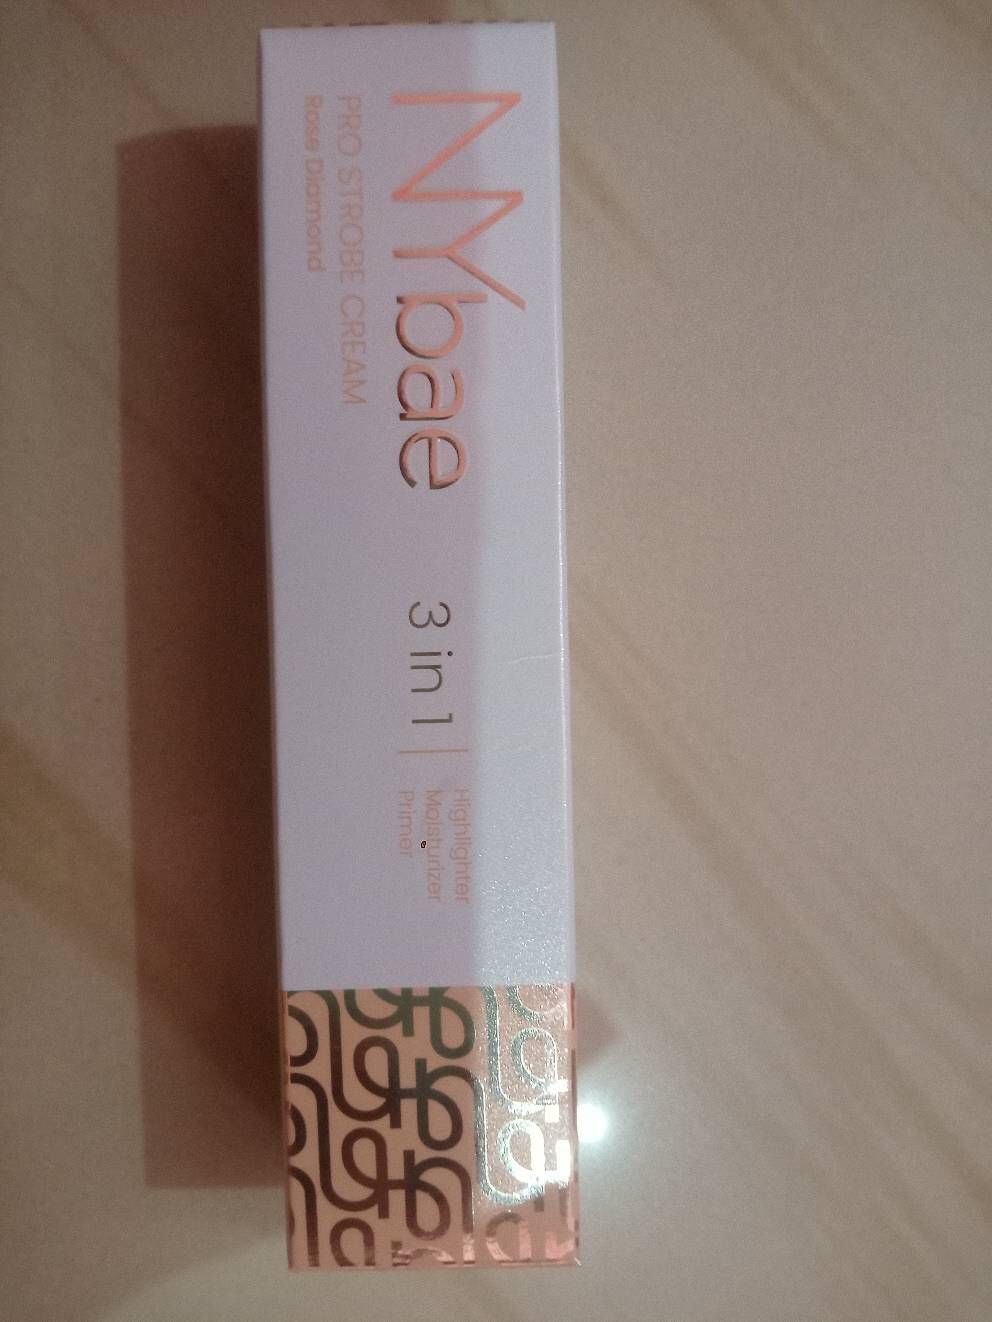 NYbae
PRO STROBE CREAM
Rose Diamond
3 in 1
Highlighter
Moisturizer
Primer